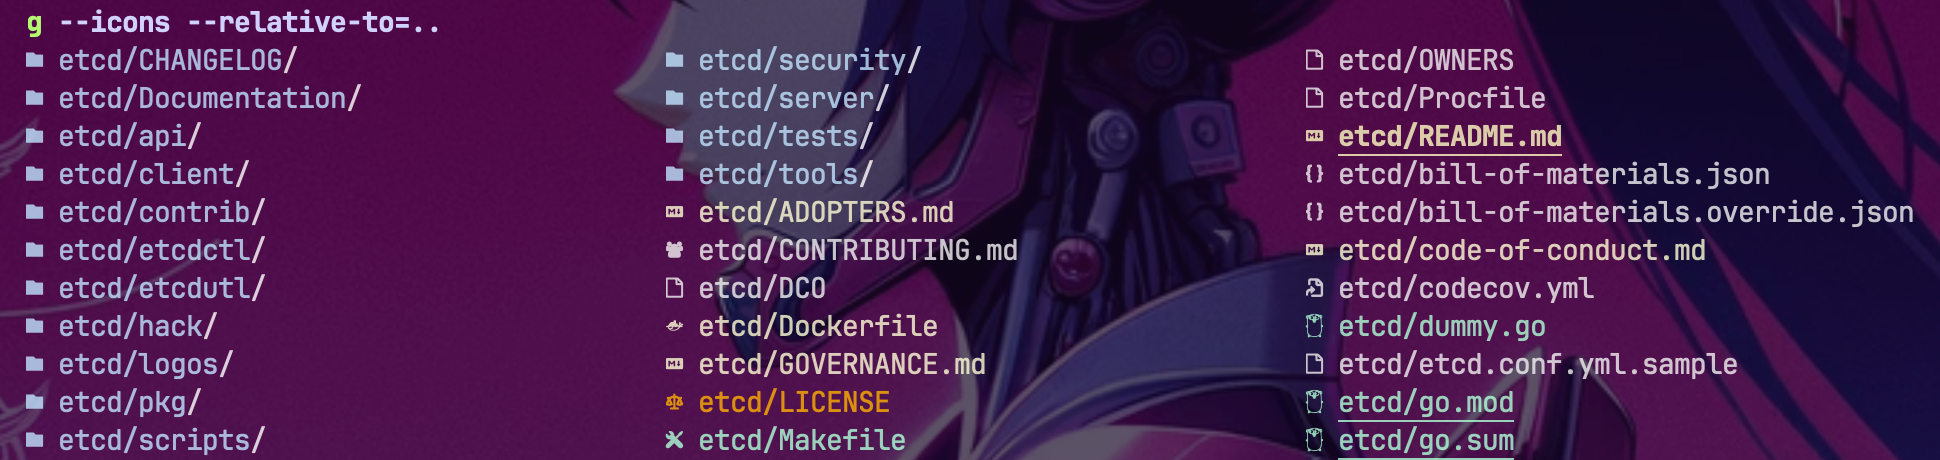 g --icons --relative-to=..
etcd/CHANGELOG/ etcd/security/ etcd/OWNERS
etcd/Documentation/ etcd/server/ etcd/Procfile
etcd/api/ etcd/tests/ etcd/README.md
etcd/client/ etcd/tools/ etcd/bill-of-materials.json
etcd/contrib/ etcd/ADOPTERS.md etcd/bill-of-materials.override.json
etcd/etcdctl/ etcd/CONTRIBUTING.md etcd/code-of-conduct.md
etcd/etcdutl/ etcd/DCO etcd/codecov.yml
etcd/hack/ etcd/Dockerfile etcd/dummy.go
etcd/logos/ etcd/GOVERNANCE.md etcd/etcd.conf.yml.sample
etcd/pkg/ etcd/LICENSE etcd/go.mod
etcd/scripts/ etcd/Makefile etcd/go.sum